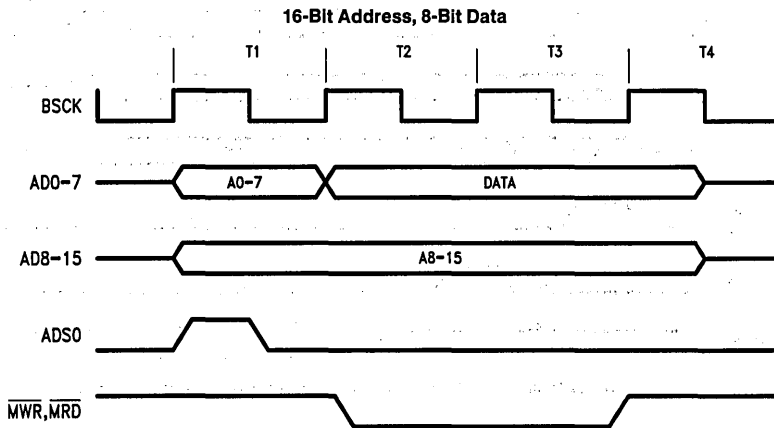 16-Bit Address, 8-Bit Data
T1 T2 T3 T4
BSCK
AD0-7 A0-7 DATA
AD8-15 A8-15
ADS0
MWR,MRD